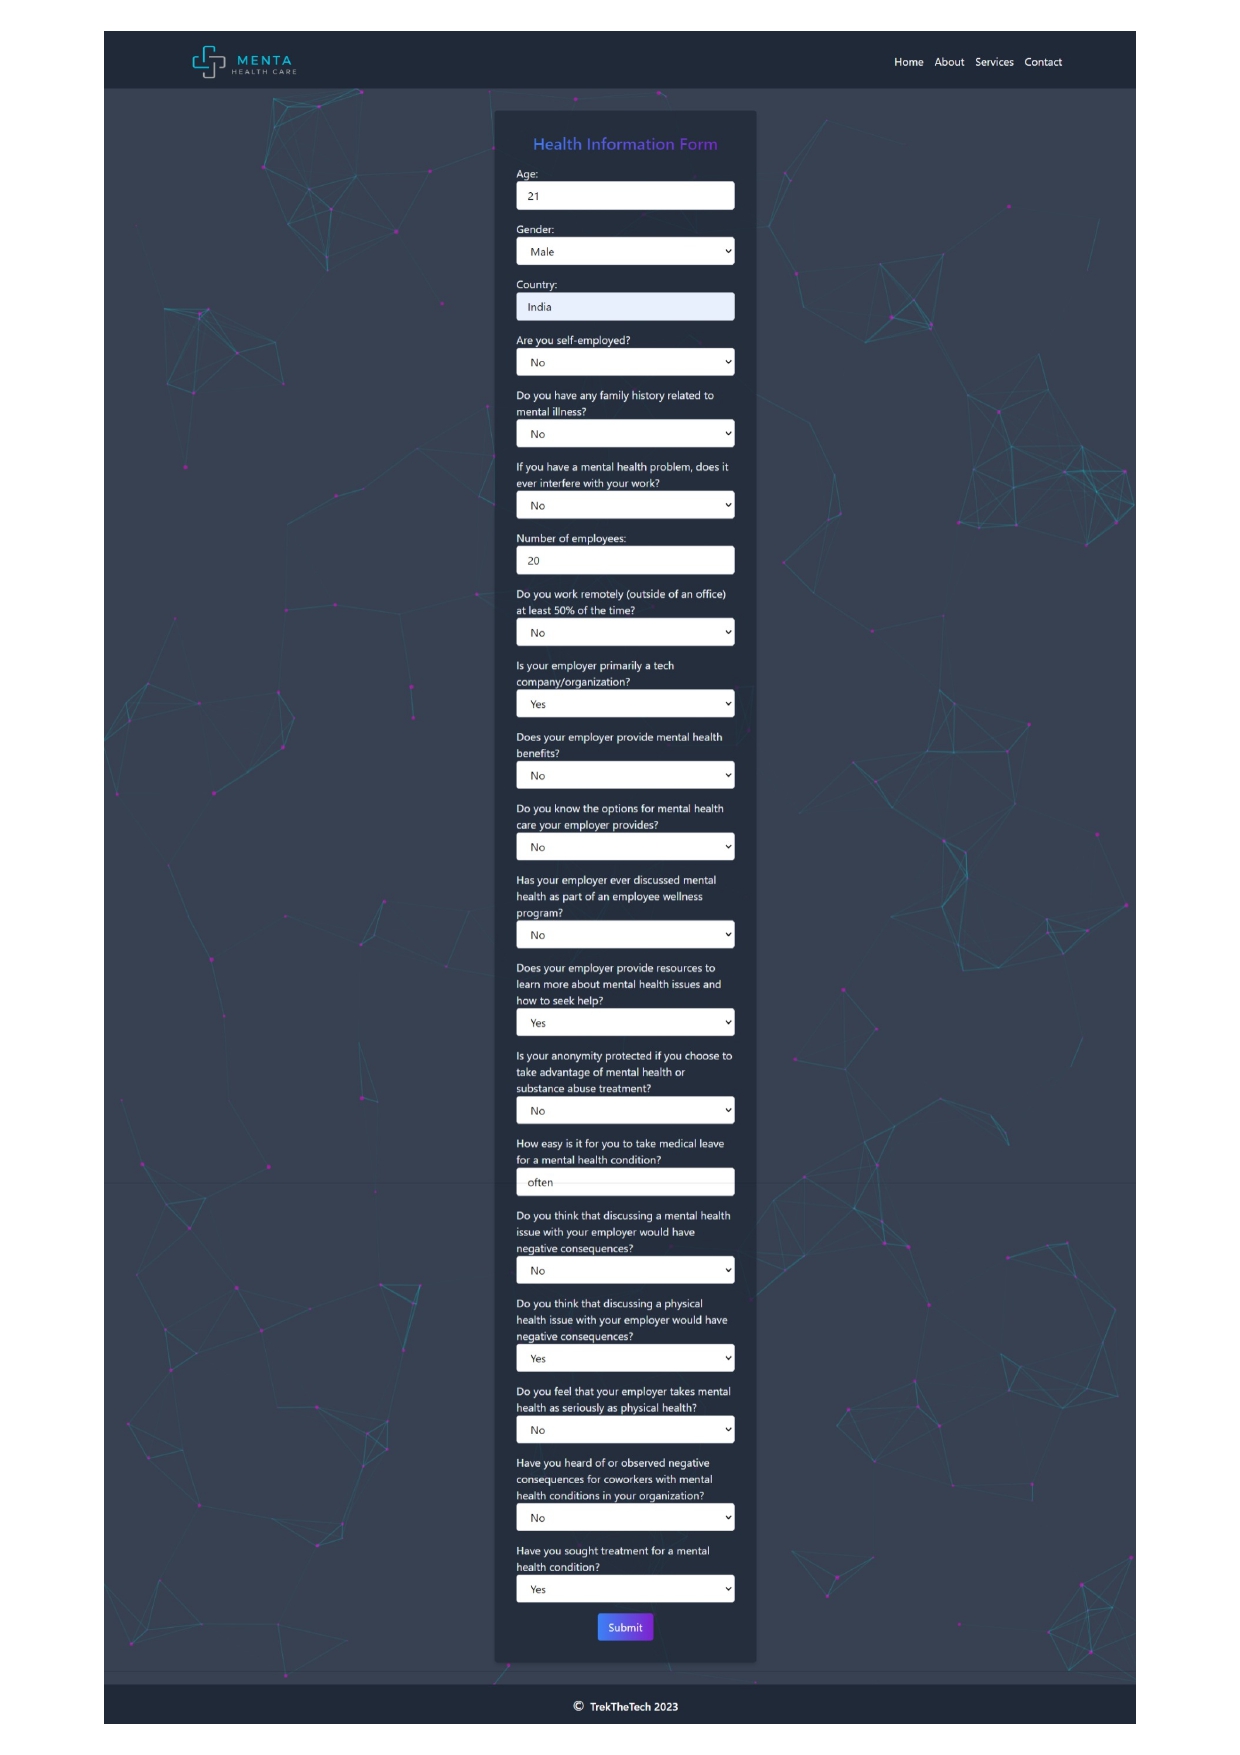 MENTA
HEALTH CARE
Home About Services Contact
Health Information Form
Age:
21
Gender:
Male
Country:
India
Are you self-employed?
No
Do you have any family history related to
mental illness?
No
If you have a mental health problem, does it
ever interfere with your work?
No
Number of employees:
20
Do you work remotely (outside of an office)
at least 50% of the time?
No
Is your employer primarily a tech
company/organization?
Yes
Does your employer provide mental health
benefits?
No
Do you know the options for mental health
care your employer provides?
No
Has your employer ever discussed mental
health as part of an employee wellness
program?
No
Does your employer provide resources to
learn more about mental health issues and
how to seek help?
Yes
Is your anonymity protected if you choose to
take advantage of mental health or
substance abuse treatment?
No
How easy is it for you to take medical leave
for a mental health condition?
often
Do you think that discussing a mental health
issue with your employer would have
negative consequences?
No
Do you think that discussing a physical
health issue with your employer would have
negative consequences?
Yes
Do you feel that your employer takes mental
health as seriously as physical health?
No
Have you heard of or observed negative
consequences for coworkers with mental
health conditions in your organization?
No
Have you sought treatment for a mental
health condition?
Yes
Submit
© TrekTheTech 2023